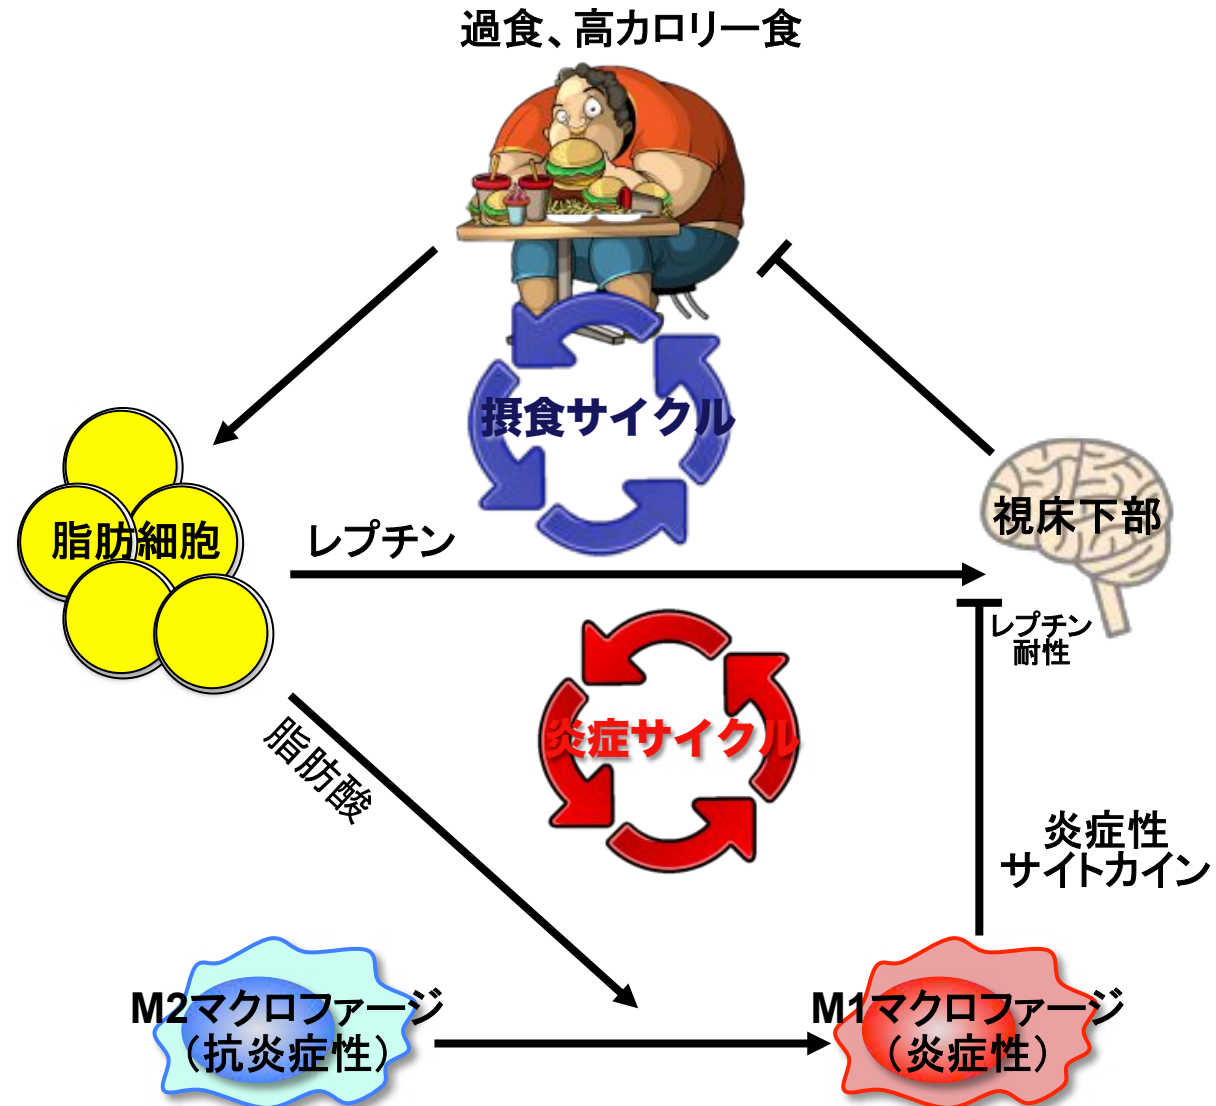 過食、高カロリー食
摂食サイクル
視床下部
脂肪細胞
レプチン
レプチン
耐性
脂肪酸
炎症サイクル
炎症性
サイトカイン
M2マクロファージ
（抗炎症性）
M1マクロファージ
（炎症性）